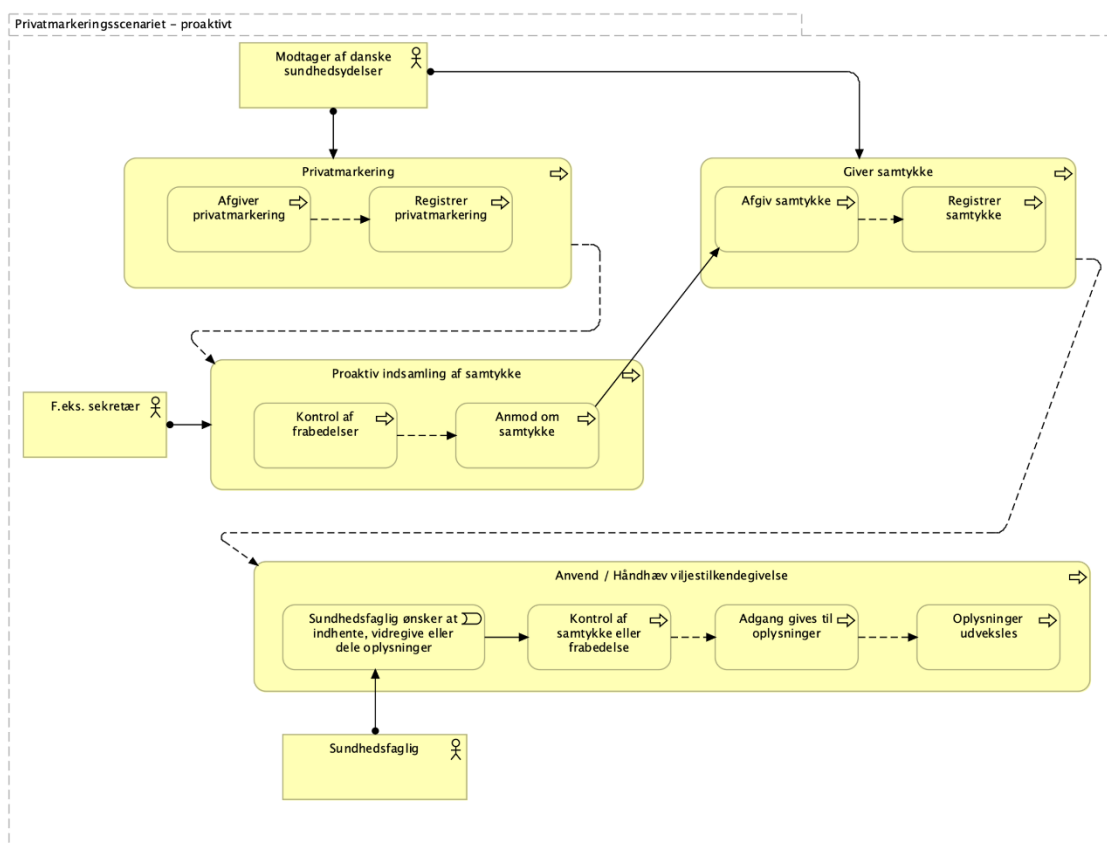 Privatmarkeringsscenariet – proaktivt
Modtager af danske
sundhedsydelser
Privatmarkering
Afgiver
privatmarkering
Registrer
privatmarkering
Giver samtykke
Afgiv samtykke
Registrer
samtykke
Proaktiv indsamling af samtykke
F.eks. sekretær
Kontrol af
frabedelser
Anmod om
samtykke
Anvend / Håndhæv viljestilkendegivelse
Sundhedsfaglig ønsker at
indhente, vidregive eller
dele oplysninger
Kontrol af
samtykke eller
frabedelse
Adgang gives til
oplysninger
Oplysninger
udveksles
Sundhedsfaglig